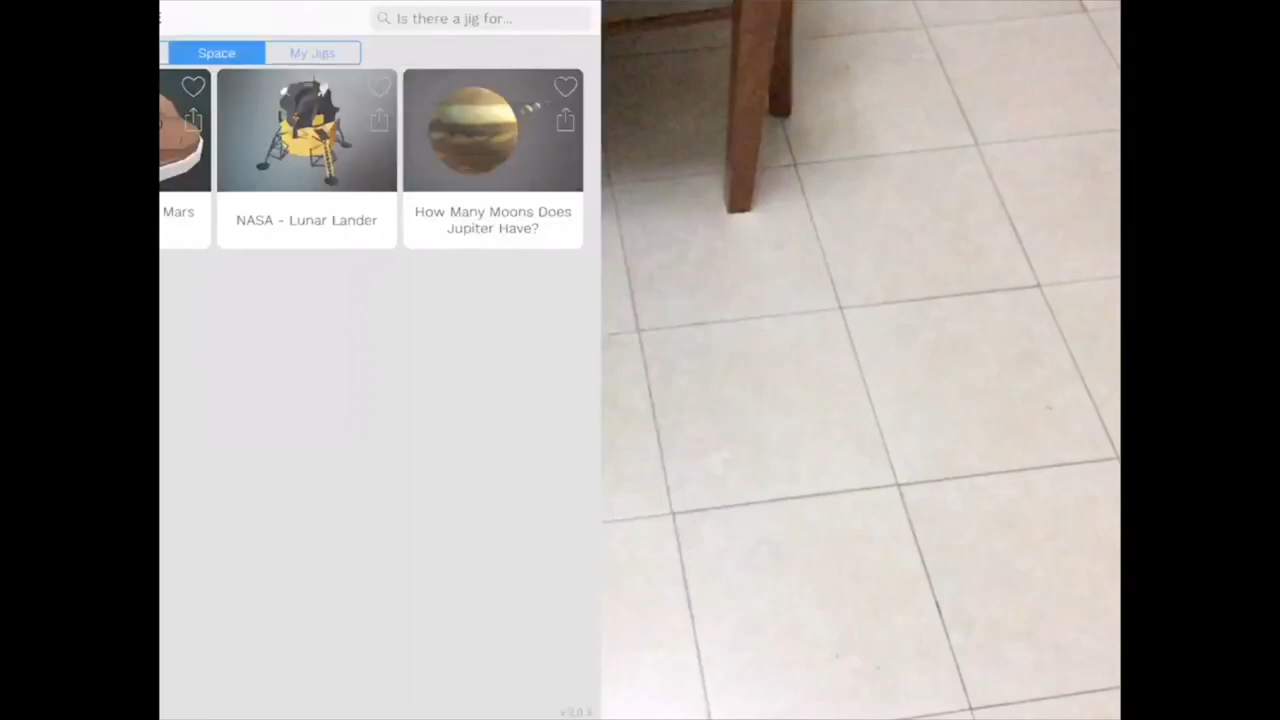 Is there a jig for...
Space
My Jigs
Mars
NASA - Lunar Lander
How Many Moons Does
Jupiter Have?